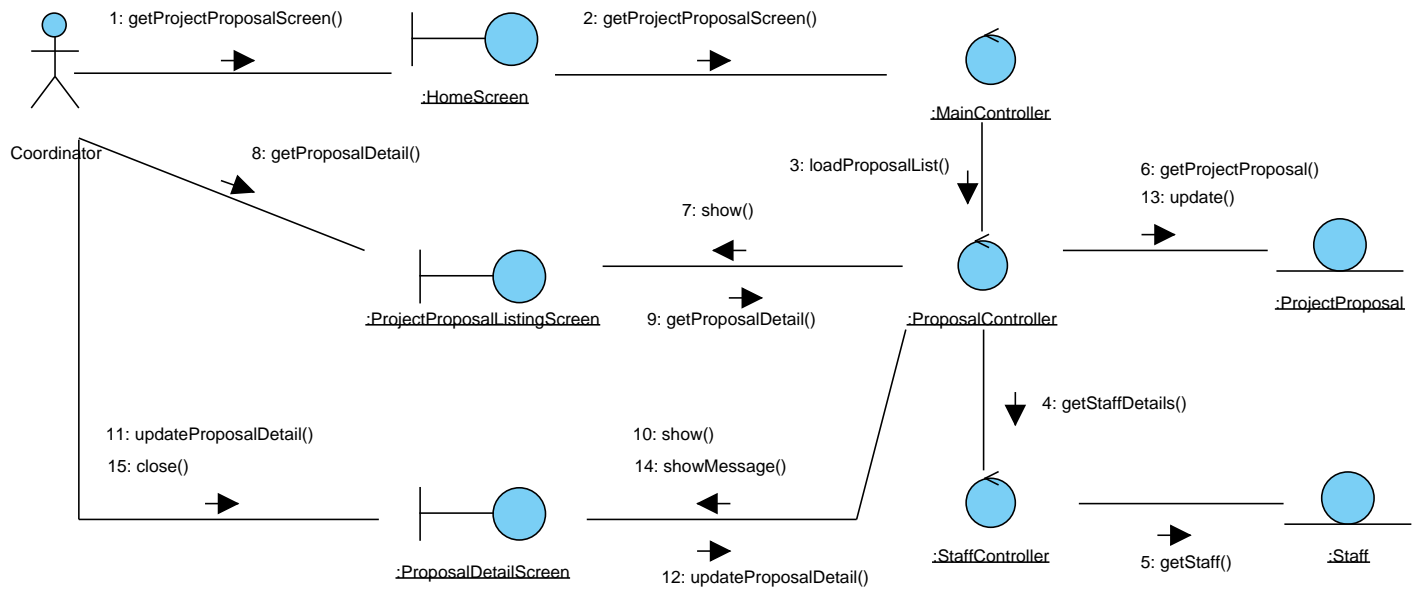 1: getProjectProposalScreen()
2: getProjectProposalScreen()
:HomeScreen
:MainController
Coordinator
8: getProposalDetail()
3: loadProposalList()
6: getProjectProposal()
13: update()
7: show()
:ProjectProposalListingScreen
9: getProposalDetail()
:ProposalController
:ProjectProposal
4: getStaffDetails()
11: updateProposalDetail()
15: close()
10: show()
14: showMessage()
:ProposalDetailScreen
12: updateProposalDetail()
:StaffController
5: getStaff()
:Staff